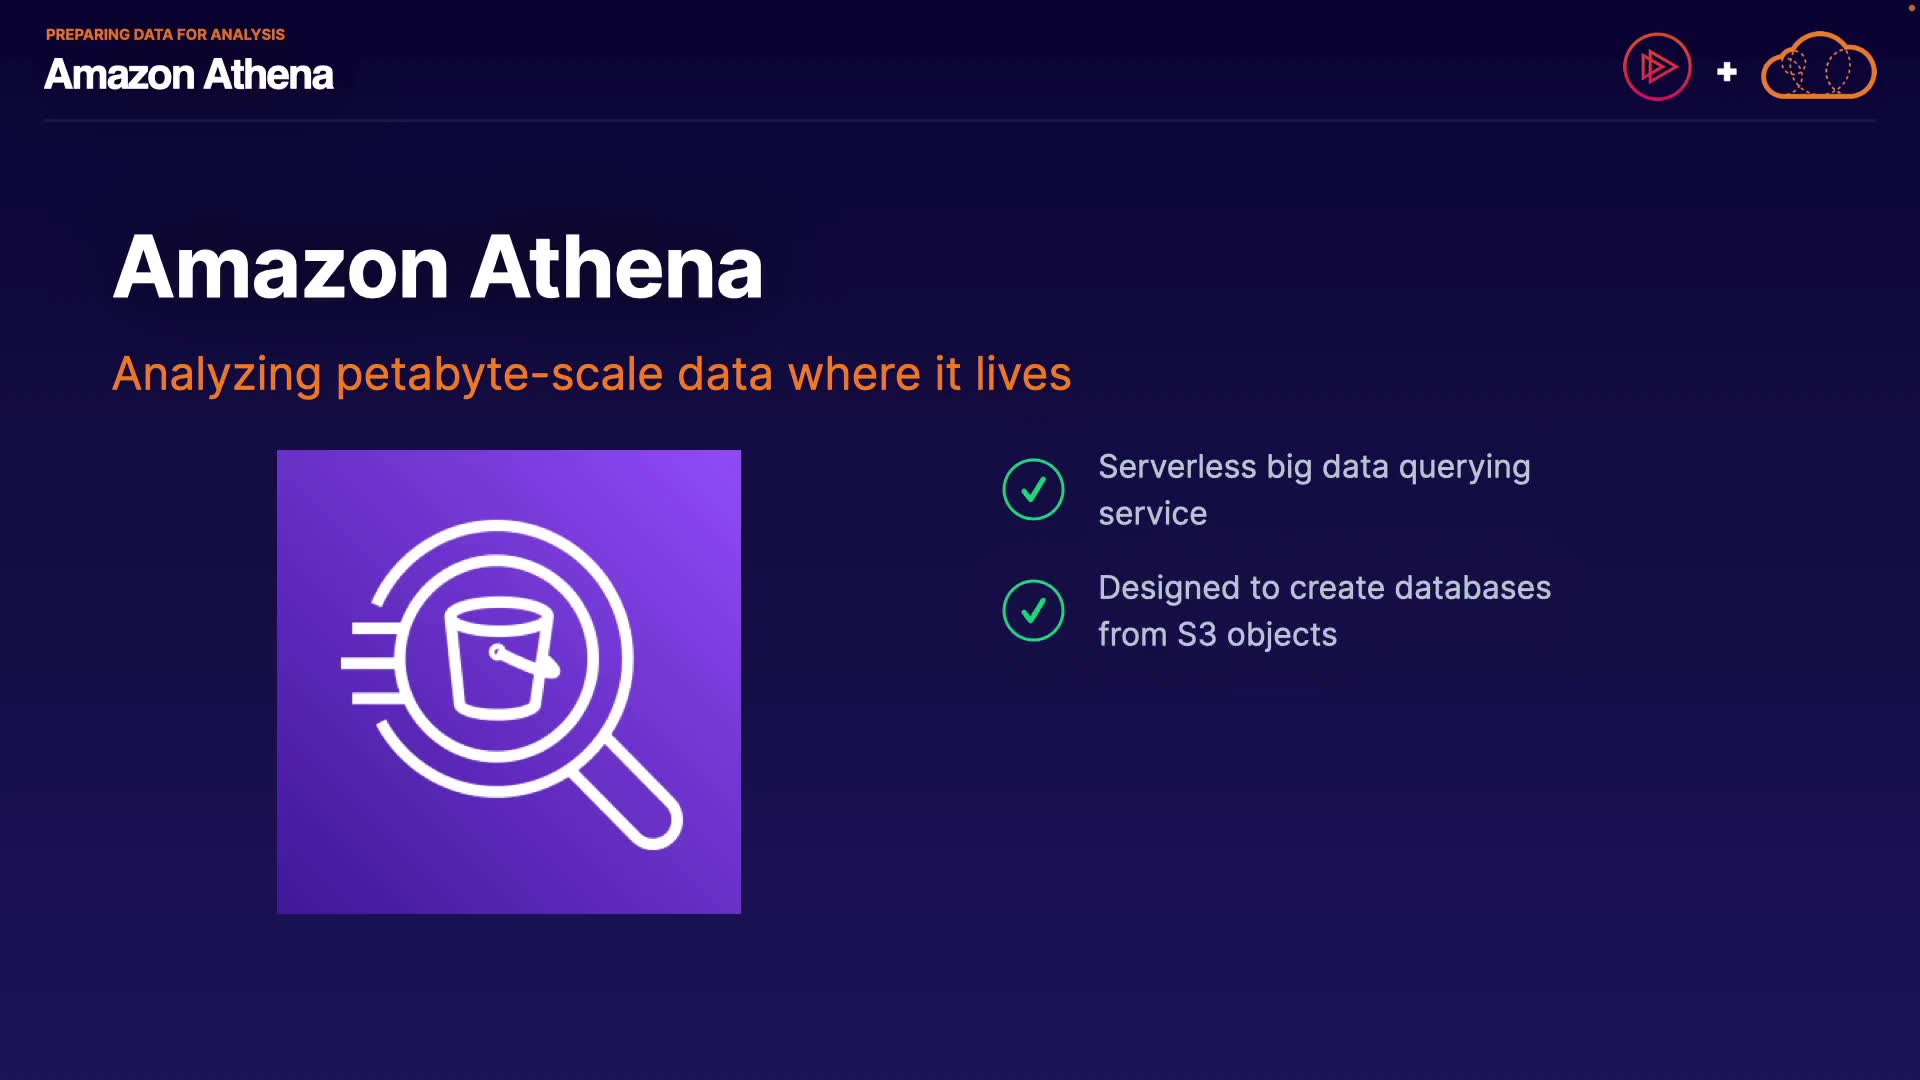 PREPARING DATA FOR ANALYSIS
Amazon Athena
Amazon Athena
Analyzing petabyte-scale data where it lives
Serverless big data querying
service
Designed to create databases
from S3 objects